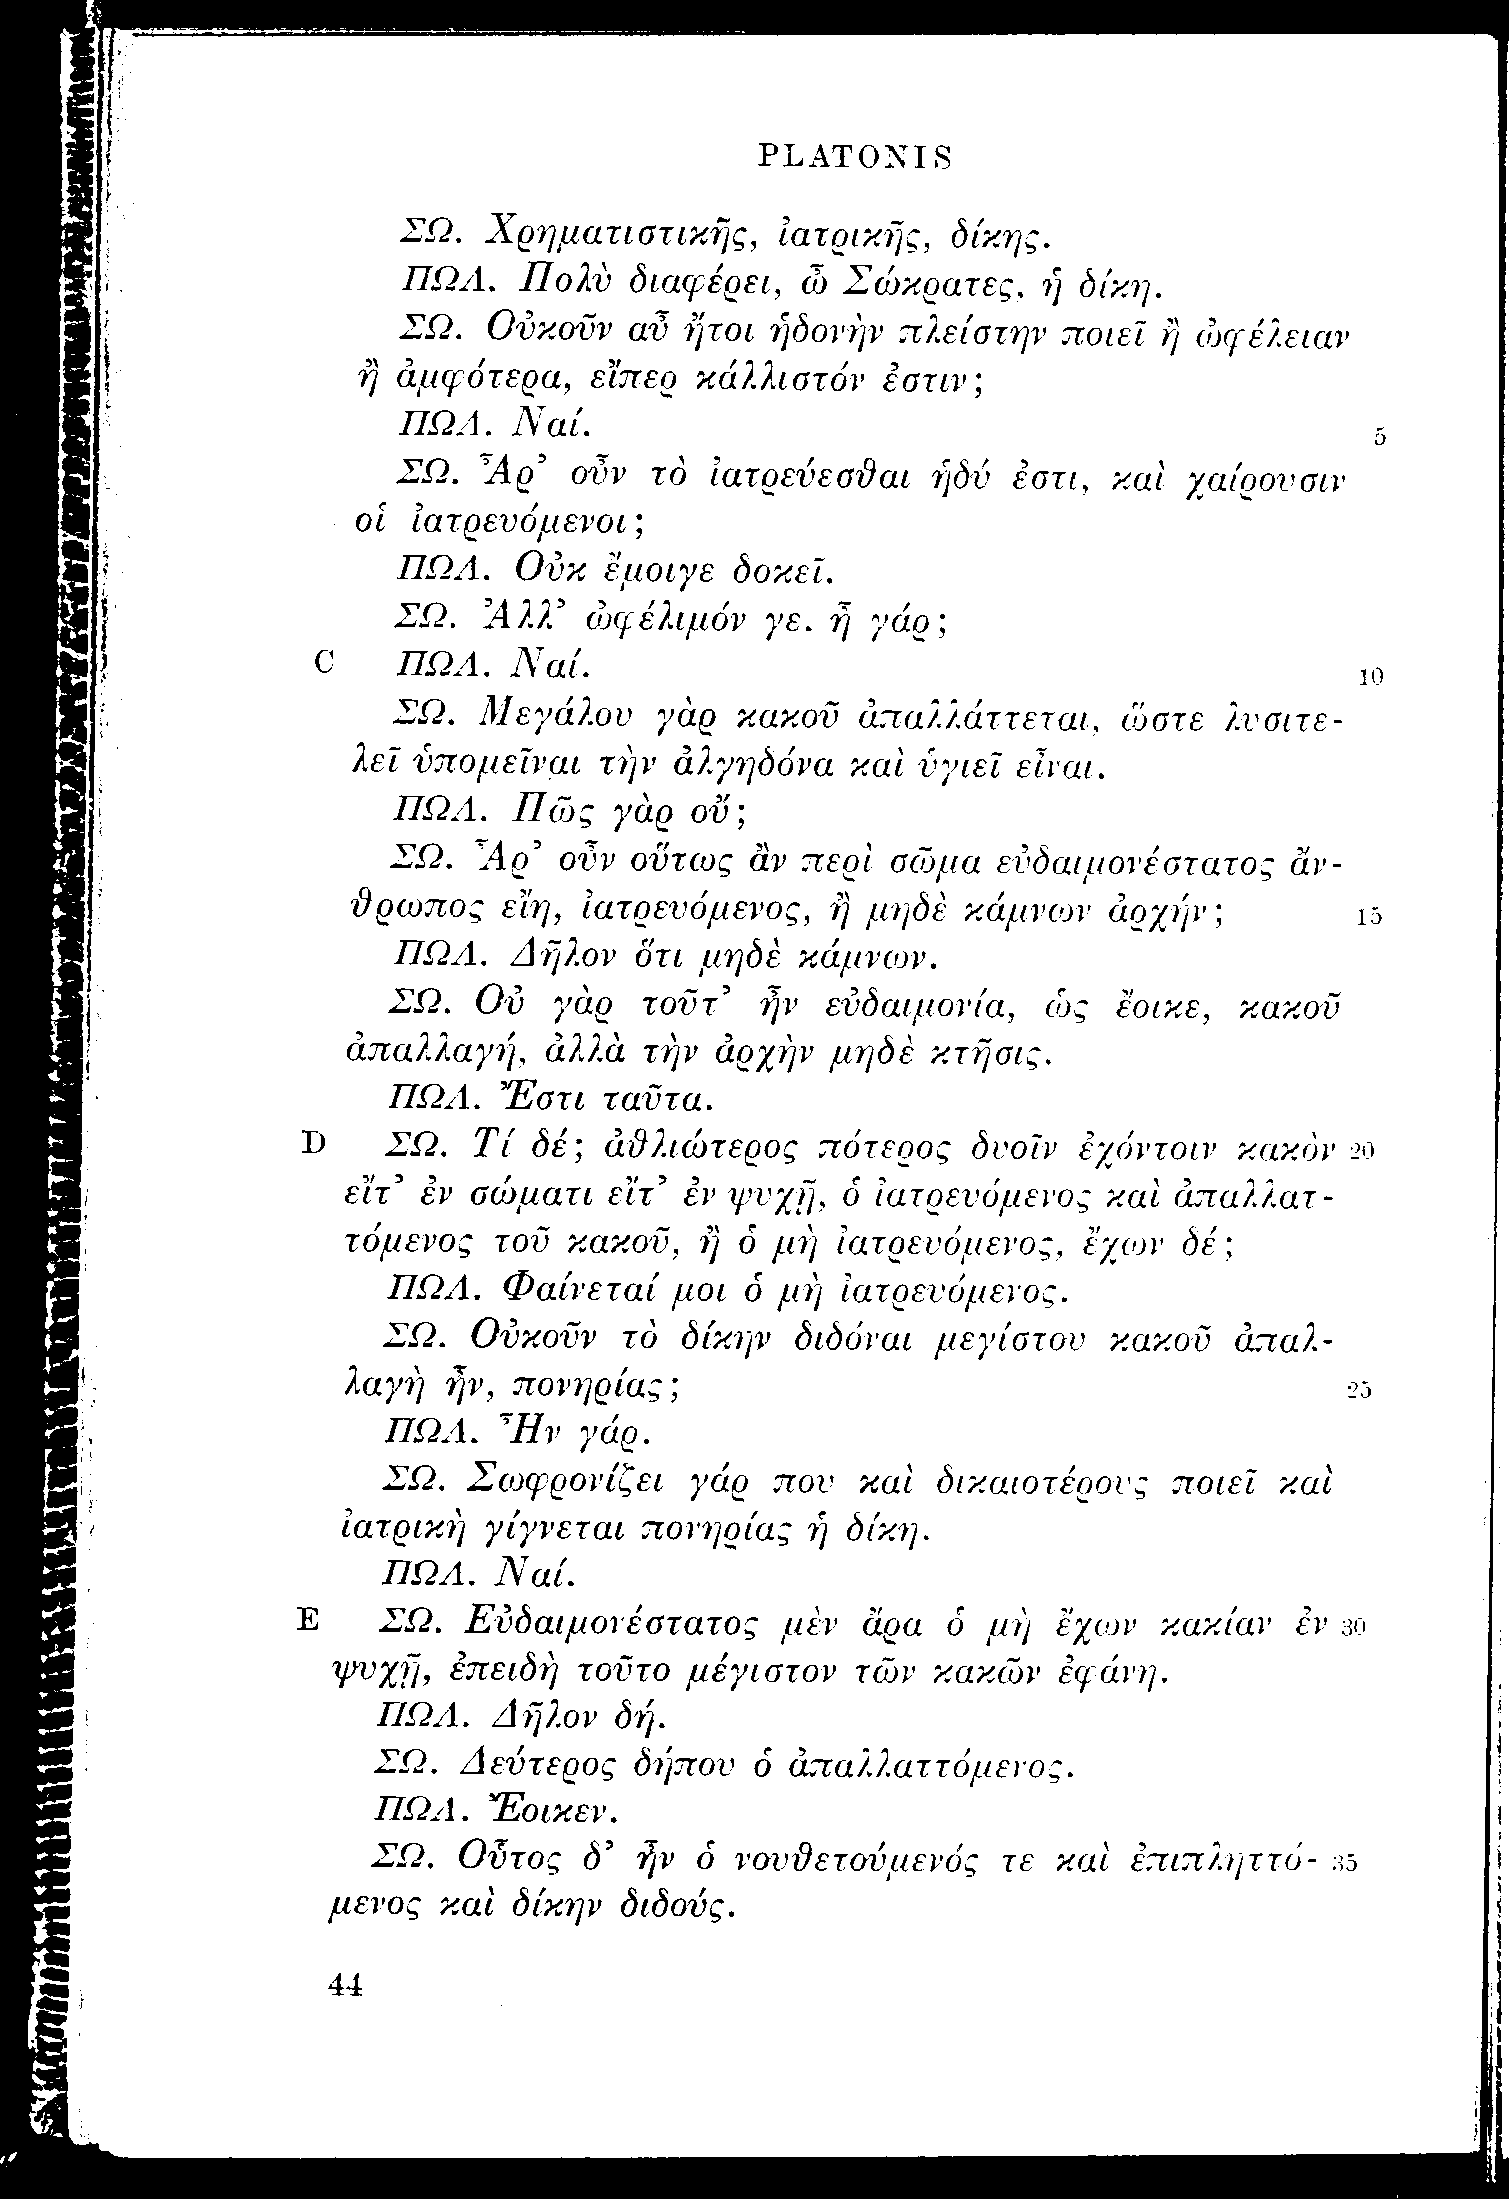 PLATONIS
ΣΩ. Χρηματιστικῆς, ἰατρικῆς, δίκης.
ΠΩΛ. Πολὺ διαφέρει, ὦ Σώκρατες, ἡ δίκη.
ΣΩ. Οὐκοῦν αὖ ἤτοι ἡδονὴν πλείστην ποιεῖ ἢ ὠφέλειαν
ἢ ἀμφότερα, εἴπερ κάλλιστόν ἐστιν;
ΠΩΛ. Ναί. 5
ΣΩ. Ἆρ’ οὖν τὸ ἰατρεύεσθαι ἡδύ ἐστι, καὶ χαίρουσιν
οἱ ἰατρευόμενοι;
ΠΩΛ. Οὐκ ἔμοιγε δοκεῖ.
ΣΩ. Ἀλλ’ ὠφέλιμόν γε. ἦ γάρ;
C ΠΩΛ. Ναί. 10
ΣΩ. Μεγάλου γὰρ κακοῦ ἀπαλλάττεται, ὥστε λυσιτε-
λεῖ ὑπομεῖναι τὴν ἀλγηδόνα καὶ ὑγιεῖ εἶναι.
ΠΩΛ. Πῶς γὰρ οὔ;
ΣΩ. Ἆρ’ οὖν οὕτως ἂν περὶ σῶμα εὐδαιμονέστατος ἄν-
θρωπος εἴη, ἰατρευόμενος, ἢ μηδὲ κάμνων ἀρχήν; 15
ΠΩΛ. Δῆλον ὅτι μηδὲ κάμνων.
ΣΩ. Οὐ γὰρ τοῦτ’ ἦν εὐδαιμονία, ὡς ἔοικε, κακοῦ
ἀπαλλαγή, ἀλλὰ τὴν ἀρχὴν μηδὲ κτῆσις.
ΠΩΛ. Ἔστι ταῦτα.
D ΣΩ. Τί δέ; ἀθλιώτερος πότερος δυοῖν ἐχόντοιν κακὸν 20
εἴτ’ ἐν σώματι εἴτ’ ἐν ψυχῇ, ὁ ἰατρευόμενος καὶ ἀπαλλατ-
τόμενος τοῦ κακοῦ, ἢ ὁ μὴ ἰατρευόμενος, ἔχων δέ;
ΠΩΛ. Φαίνεταί μοι ὁ μὴ ἰατρευόμενος.
ΣΩ. Οὐκοῦν τὸ δίκην διδόναι μεγίστου κακοῦ ἀπαλ-
λαγὴ ἦν, πονηρίας; 25
ΠΩΛ. Ἦν γάρ.
ΣΩ. Σωφρονίζει γάρ που καὶ δικαιοτέρους ποιεῖ καὶ
ἰατρικὴ γίγνεται πονηρίας ἡ δίκη.
ΠΩΛ. Ναί.
E ΣΩ. Εὐδαιμονέστατος μὲν ἄρα ὁ μὴ ἔχων κακίαν ἐν 30
ψυχῇ, ἐπειδὴ τοῦτο μέγιστον τῶν κακῶν ἐφάνη.
ΠΩΛ. Δῆλον δή.
ΣΩ. Δεύτερος δήπου ὁ ἀπαλλαττόμενος.
ΠΩΛ. Ἔοικεν.
ΣΩ. Οὗτος δ’ ἦν ὁ νουθετούμενός τε καὶ ἐπιπληττό- 35
μενος καὶ δίκην διδούς.
44